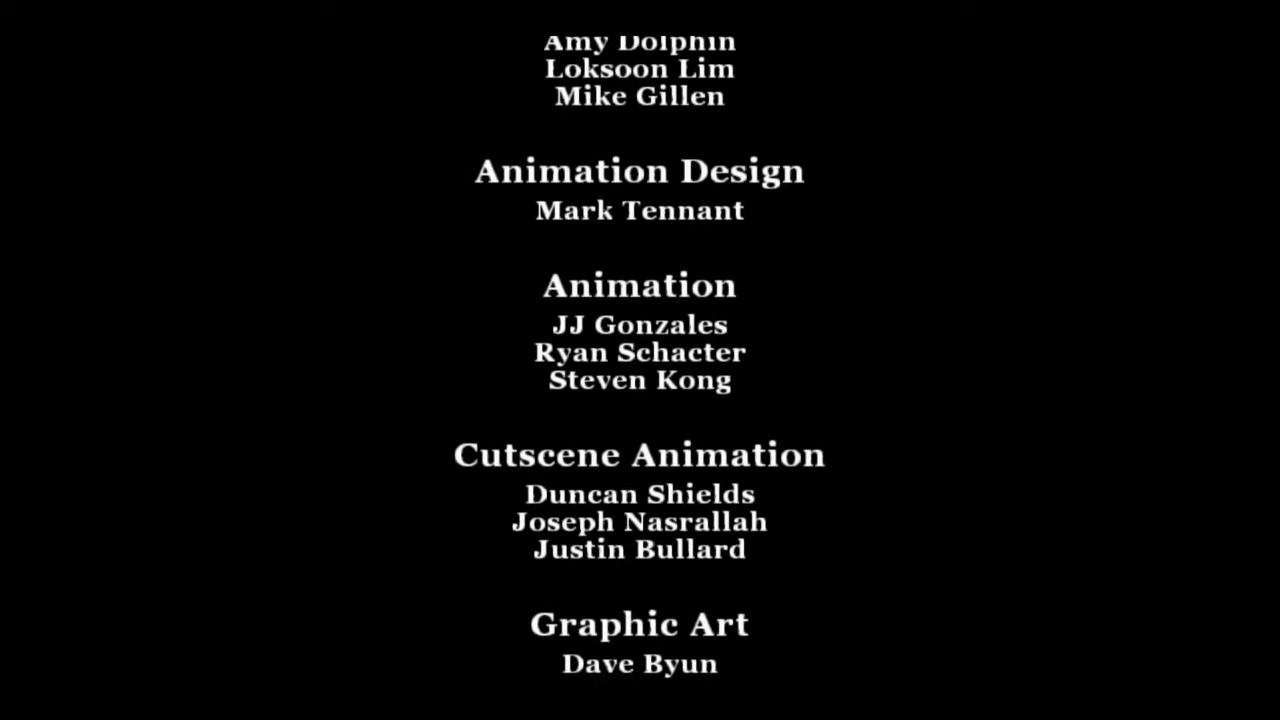 Amy Dolphin
Loksoon Lim
Mike Gillen
Animation Design
Mark Tennant
Animation
JJ Gonzales
Ryan Schacter
Steven Kong
Cutscene Animation
Duncan Shields
Joseph Nasrallah
Justin Bullard
Graphic Art
Dave Byun